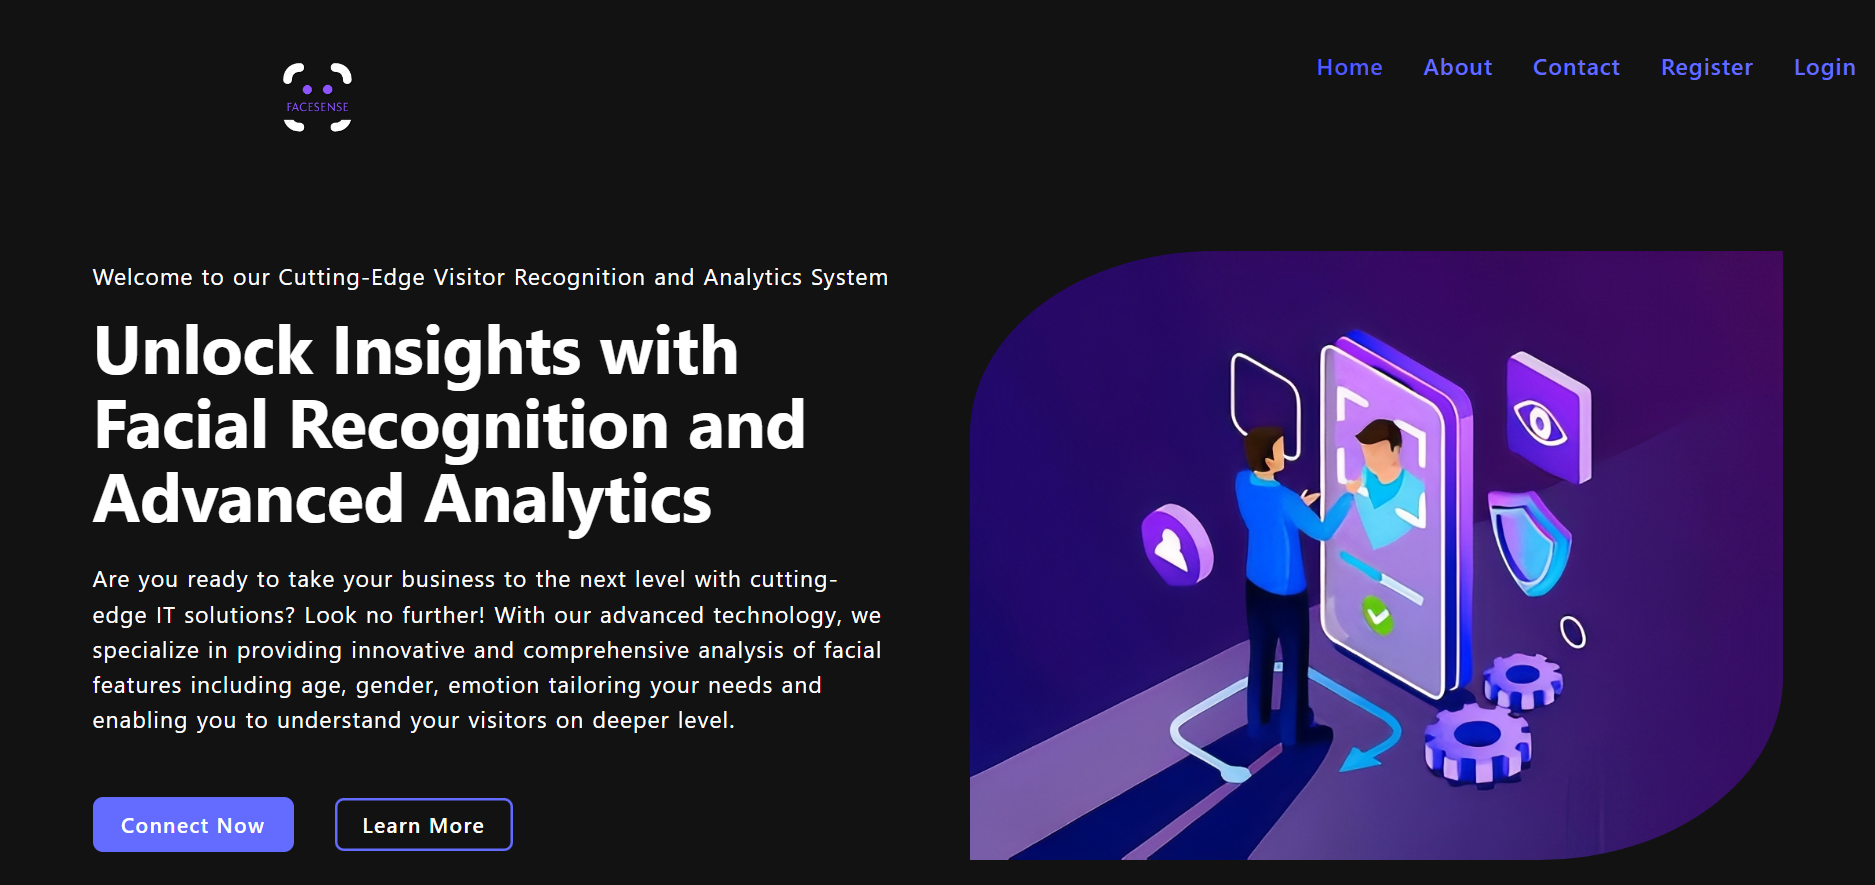 FACESENSE
Home About Contact Register Login
Welcome to our Cutting-Edge Visitor Recognition and Analytics System
Unlock Insights with
Facial Recognition and
Advanced Analytics
Are you ready to take your business to the next level with cutting-
edge IT solutions? Look no further! With our advanced technology, we
specialize in providing innovative and comprehensive analysis of facial
features including age, gender, emotion tailoring your needs and
enabling you to understand your visitors on deeper level.
Connect Now
Learn More